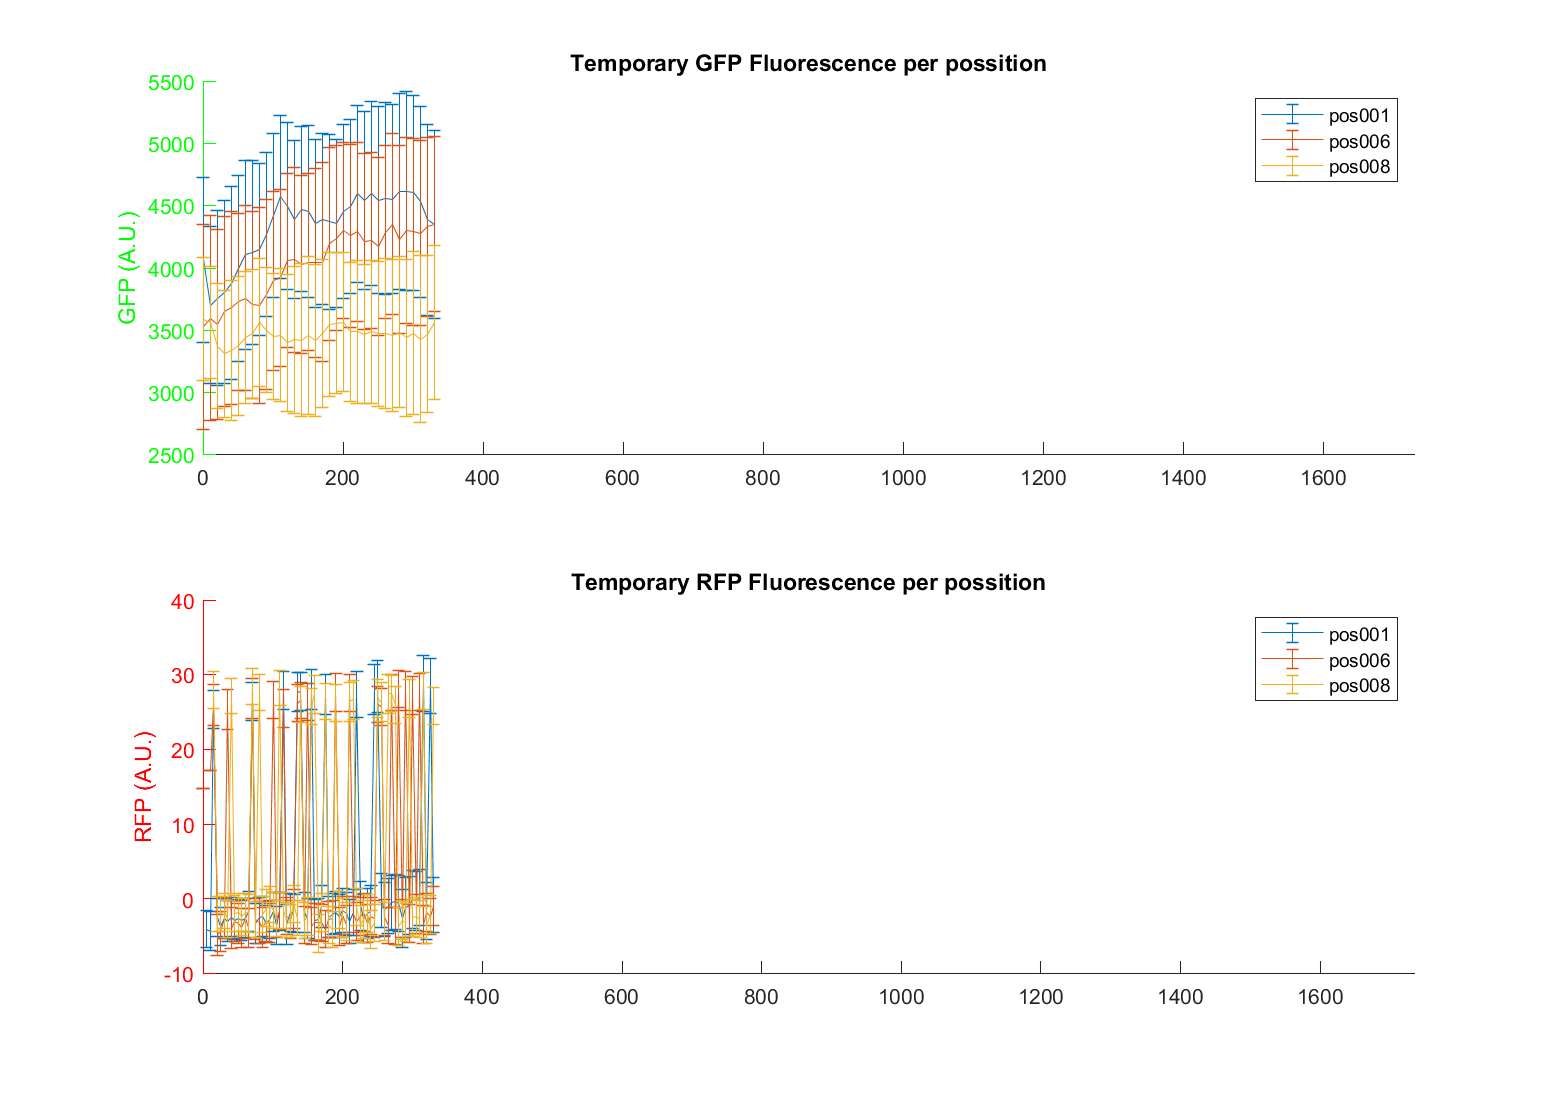 Temporary GFP Fluorescence per possition
5500
5000
4500
4000
3500
3000
2500
GFP (A.U.)
pos001
pos006
pos008
0 200 400 600 800 1000 1200 1400 1600
Temporary RFP Fluorescence per possition
40
30
20
10
0
-10
RFP (A.U.)
pos001
pos006
pos008
0 200 400 600 800 1000 1200 1400 1600